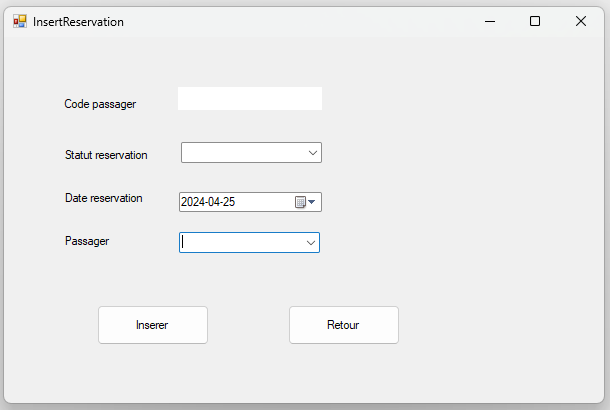 InsertReservation
Code passager
Statut reservation
Date reservation 2024-04-25
Passager
Inserer Retour